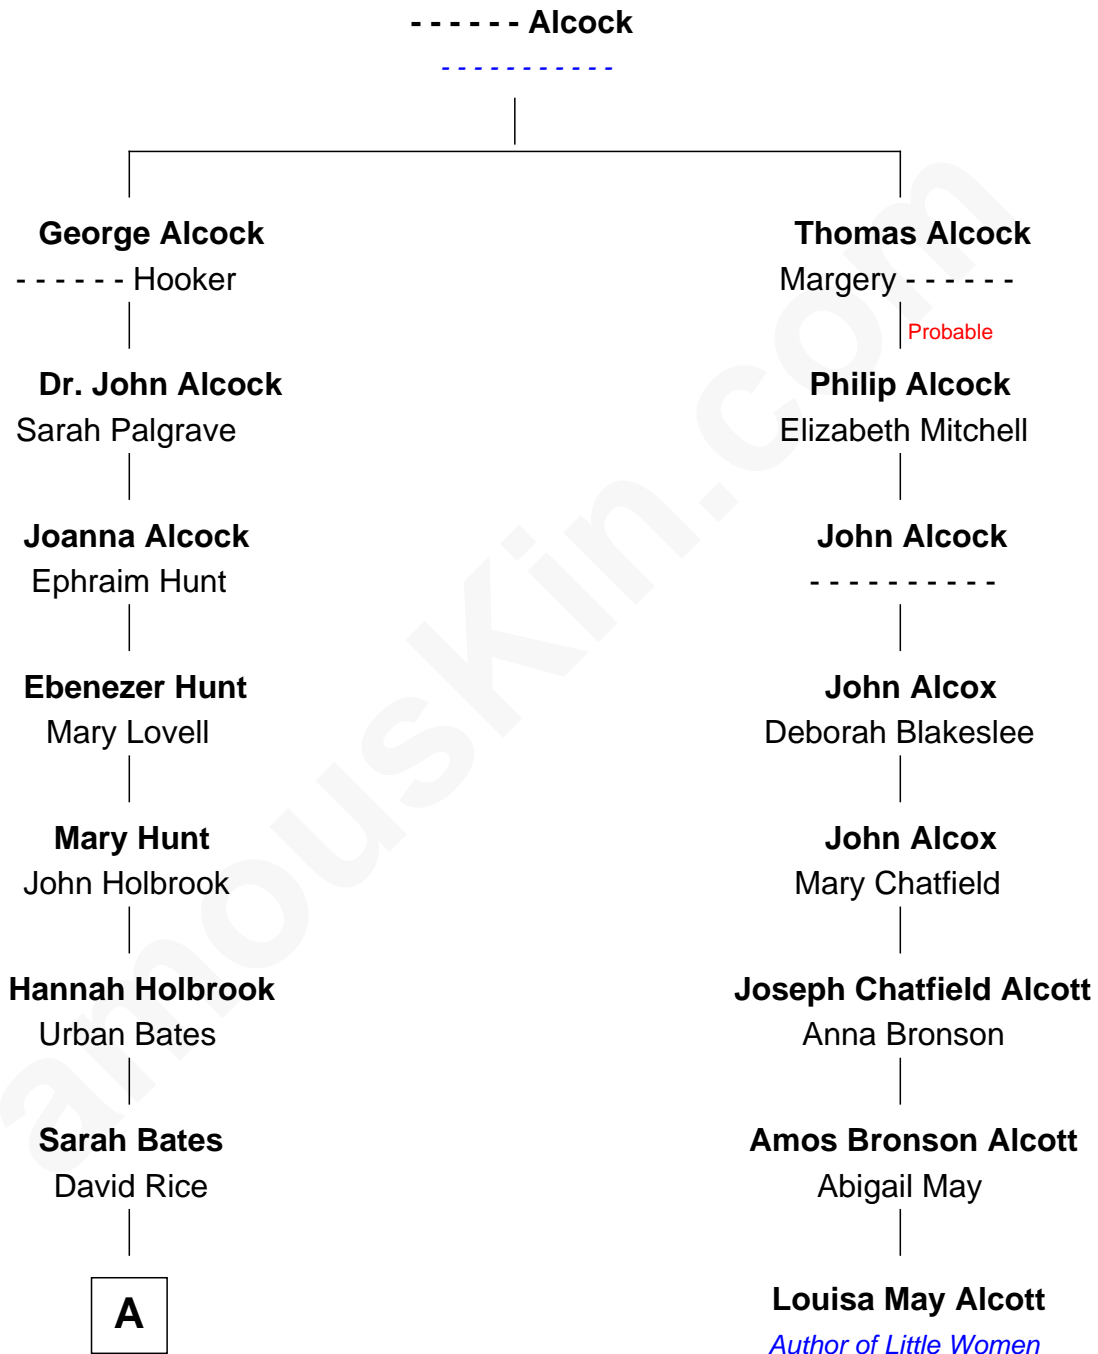 - - - - - - Alcock
- - - - - - - - - - -
George Alcock
- - - - - - Hooker
Thomas Alcock
Margery - - - - - -
Probable
Dr. John Alcock
Sarah Palgrave
Philip Alcock
Elizabeth Mitchell
Joanna Alcock
Ephraim Hunt
John Alcock
- - - - - - - - - -
Ebenezer Hunt
Mary Lovell
John Alcox
Deborah Blakeslee
Mary Hunt
John Holbrook
John Alcox
Mary Chatfield
Hannah Holbrook
Urban Bates
Joseph Chatfield Alcott
Anna Bronson
Sarah Bates
David Rice
Amos Bronson Alcott
Abigail May
A
Louisa May Alcott
Author of Little Women
amousKin.com